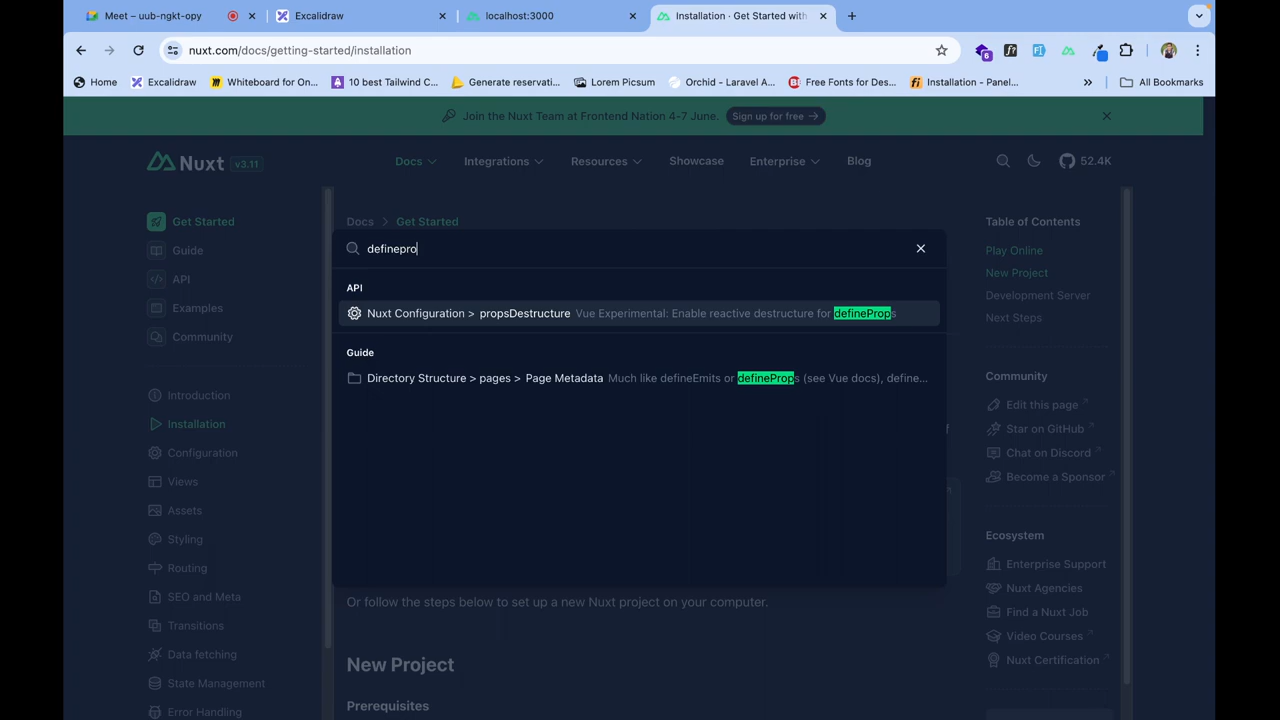 Meet – uub-ngkt-opy
Excalidraw
localhost:3000
Installation · Get Started with
nuxt.com/docs/getting-started/installation
6
Home
Excalidraw
Whiteboard for On...
10 best Tailwind C...
Generate reservati...
Lorem Picsum
Orchid - Laravel A...
Free Fonts for Des...
Installation - Panel...
»
All Bookmarks
Join the Nuxt Team at Frontend Nation 4-7 June.
Sign up for free →
Nuxt v3.11
Docs
Integrations
Resources
Showcase
Enterprise
Blog
52.4K
Get Started
Guide
API
Examples
Community
Introduction
Installation
Configuration
Views
Assets
Styling
Routing
SEO and Meta
Transitions
Data fetching
State Management
Error Handling
Docs > Get Started
definepro
API
Nuxt Configuration > propsDestructure Vue Experimental: Enable reactive destructure for defineProps
Guide
Directory Structure > pages > Page Metadata Much like defineEmits or defineProps (see Vue docs), define...
Or follow the steps below to set up a new Nuxt project on your computer.
New Project
Prerequisites
Table of Contents
Play Online
New Project
Development Server
Next Steps
Community
Edit this page
Star on GitHub
Chat on Discord
Become a Sponsor
Ecosystem
Enterprise Support
Nuxt Agencies
Find a Nuxt Job
Video Courses
Nuxt Certification